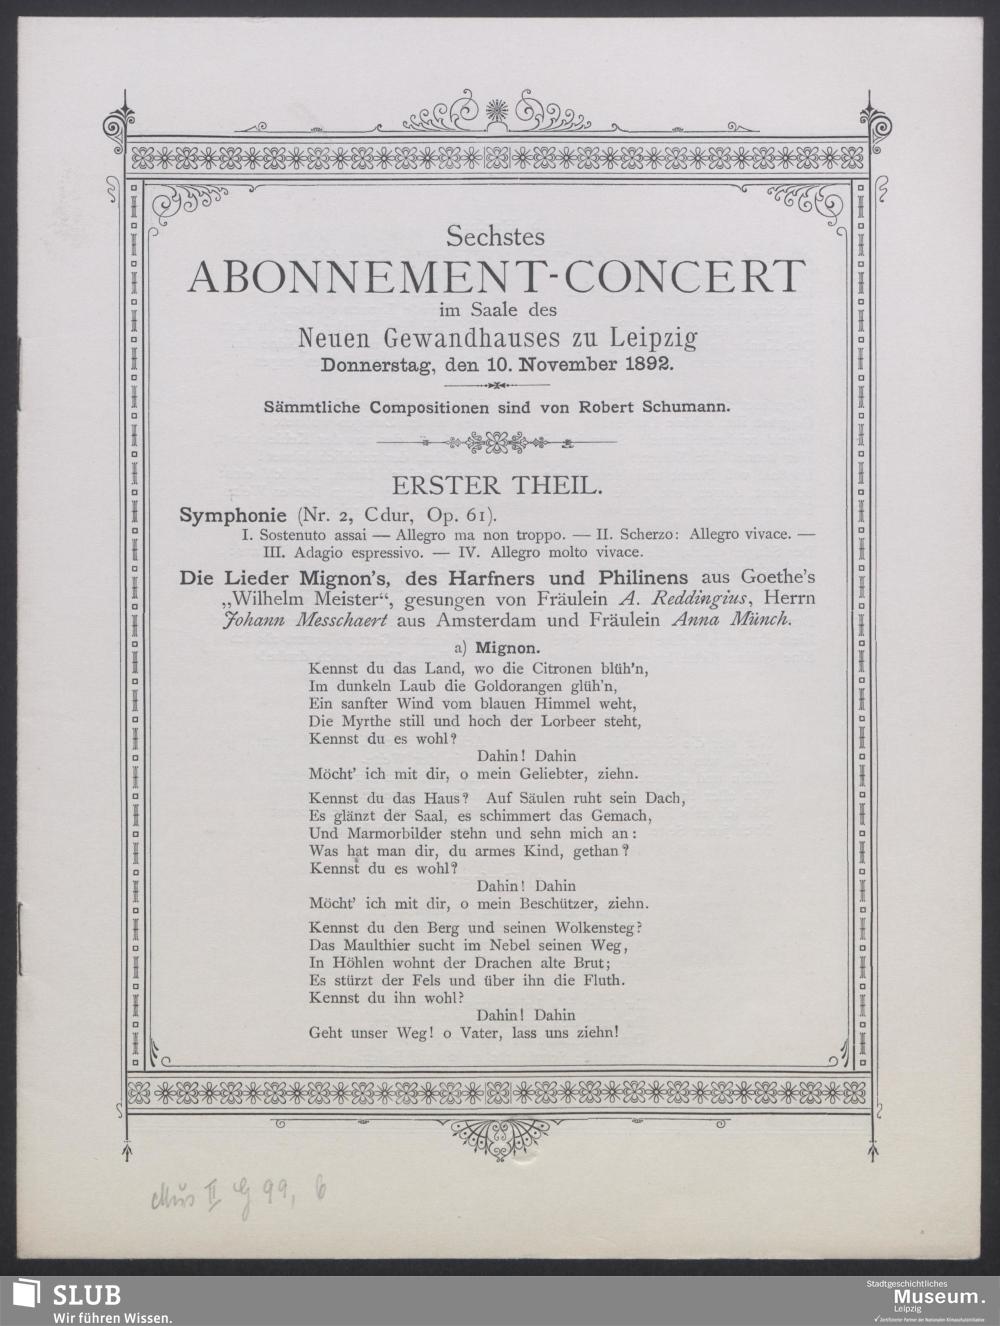 Sechstes
ABONNEMENT-CONCERT
im Saale des
Neuen Gewandhauses zu Leipzig
Donnerstag, den 10. November 1892.
Sämmtliche Compositionen sind von Robert Schumann.
ERSTER THEIL.
Symphonie (Nr. 2, Cdur, Op. 61).
I. Sostenuto assai — Allegro ma non troppo. — II. Scherzo: Allegro vivace. —
III. Adagio espressivo. — IV. Allegro molto vivace.
Die Lieder Mignon's, des Harfners und Philinens aus Goethe's
„Wilhelm Meister“, gesungen von Fräulein A. Reddingius, Herrn
Johann Messchaert aus Amsterdam und Fräulein Anna Münch.
a) Mignon.
Kennst du das Land, wo die Citronen blüh'n,
Im dunkeln Laub die Goldorangen glüh'n,
Ein sanfter Wind vom blauen Himmel weht,
Die Myrthe still und hoch der Lorbeer steht,
Kennst du es wohl?
Dahin! Dahin
Möcht' ich mit dir, o mein Geliebter, ziehn.
Kennst du das Haus? Auf Säulen ruht sein Dach,
Es glänzt der Saal, es schimmert das Gemach,
Und Marmorbilder stehn und sehn mich an:
Was hat man dir, du armes Kind, gethan?
Kennst du es wohl?
Dahin! Dahin
Möcht' ich mit dir, o mein Beschützer, ziehn.
Kennst du den Berg und seinen Wolkensteg?
Das Maulthier sucht im Nebel seinen Weg,
In Höhlen wohnt der Drachen alte Brut;
Es stürzt der Fels und über ihn die Fluth.
Kennst du ihn wohl?
Dahin! Dahin
Geht unser Weg! o Vater, lass uns ziehn!
Mus II G 99, 6
SLUB
Wir führen Wissen.
Stadtgeschichtliches
Museum.
Leipzig
Zertifizierter Partner der Nationalen Klimaschutzinitiative